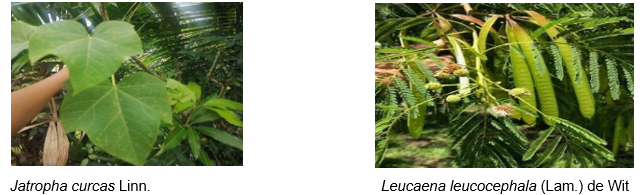 Jatropha curcas Linn.
Leucaena leucocephala (Lam.) de Wit